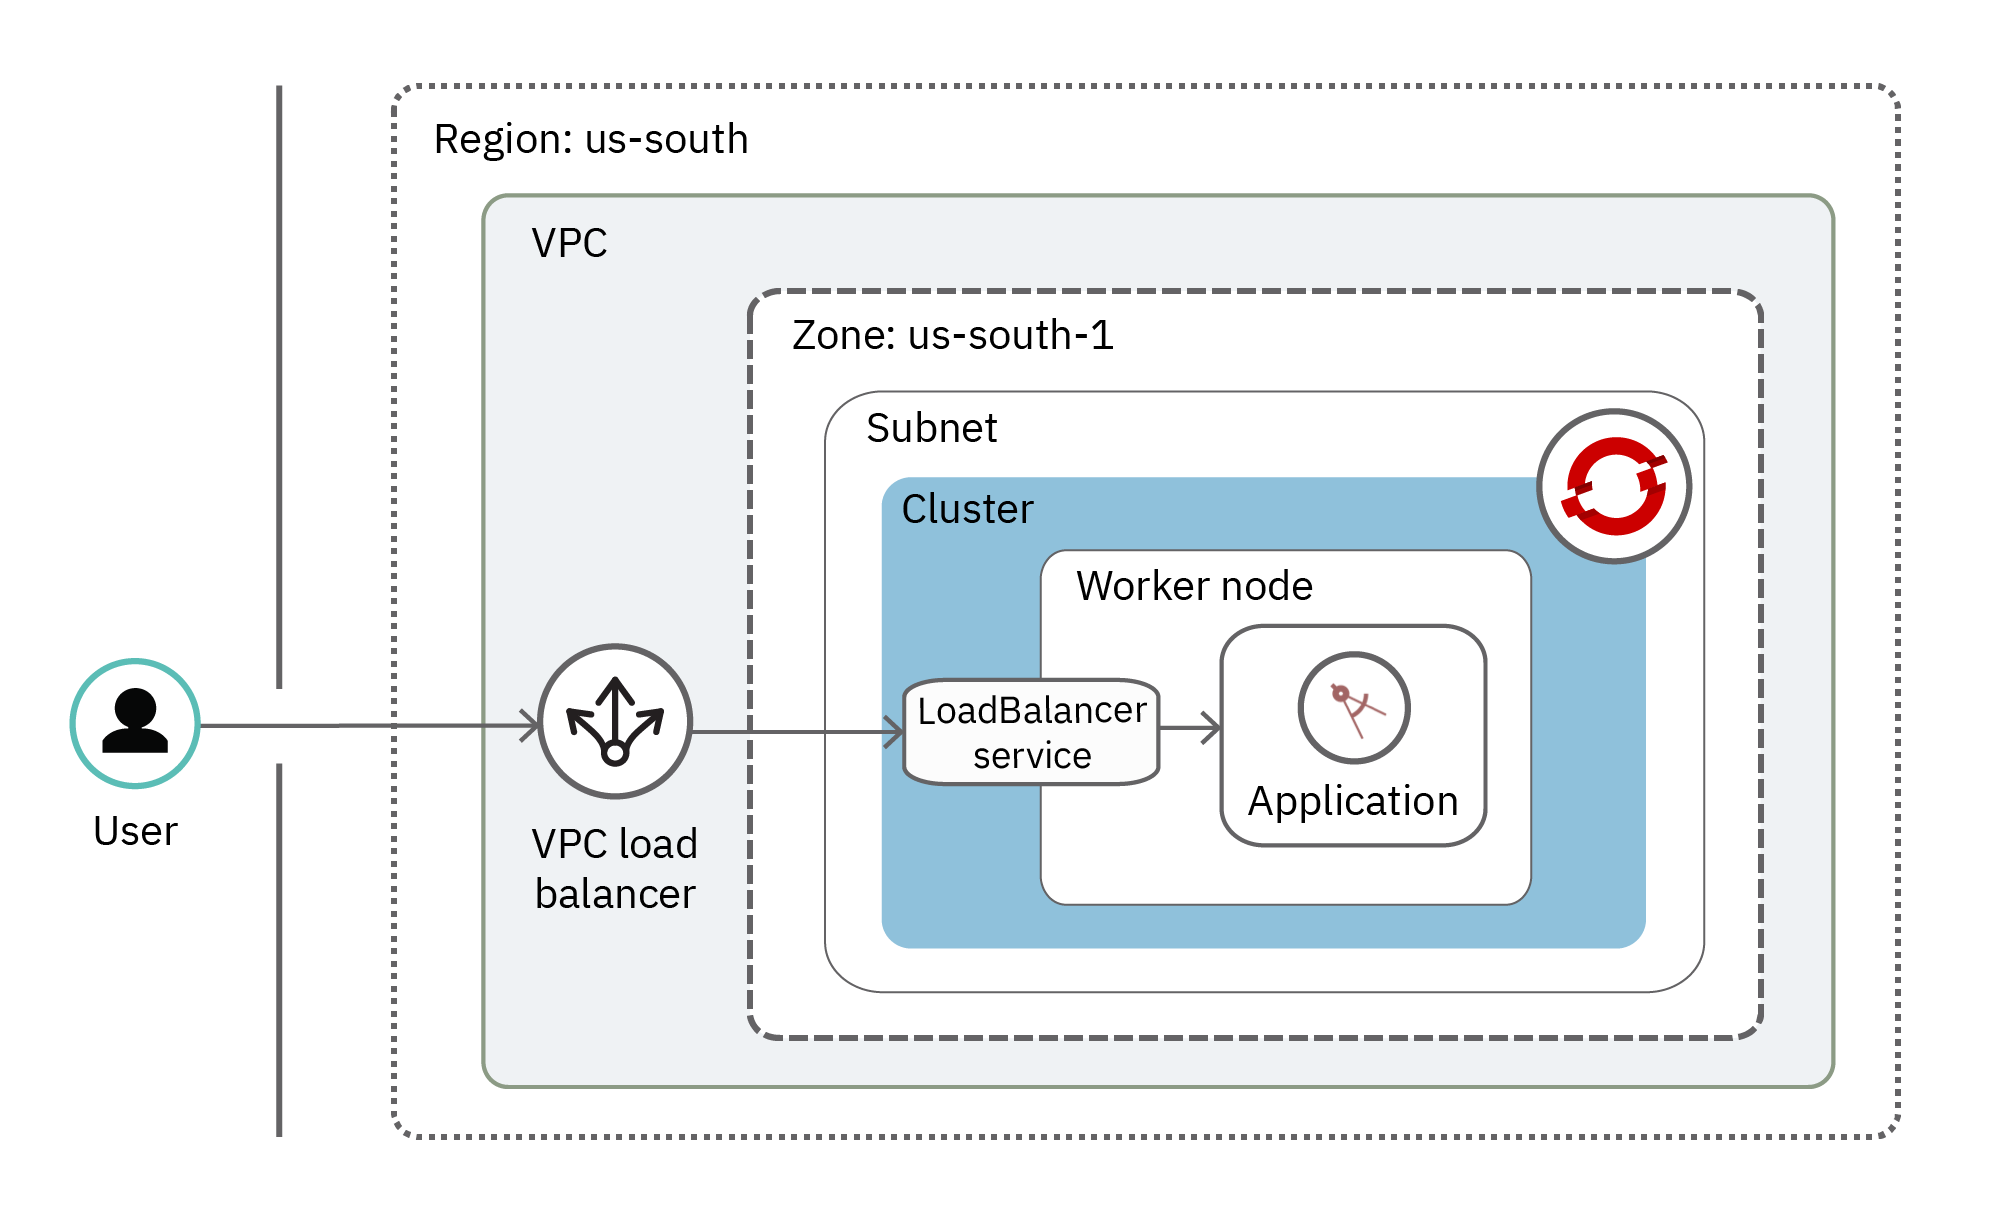 Region: us-south
VPC
Zone: us-south-1
Subnet
Cluster
Worker node
LoadBalancer
service
Application
User
VPC load
balancer